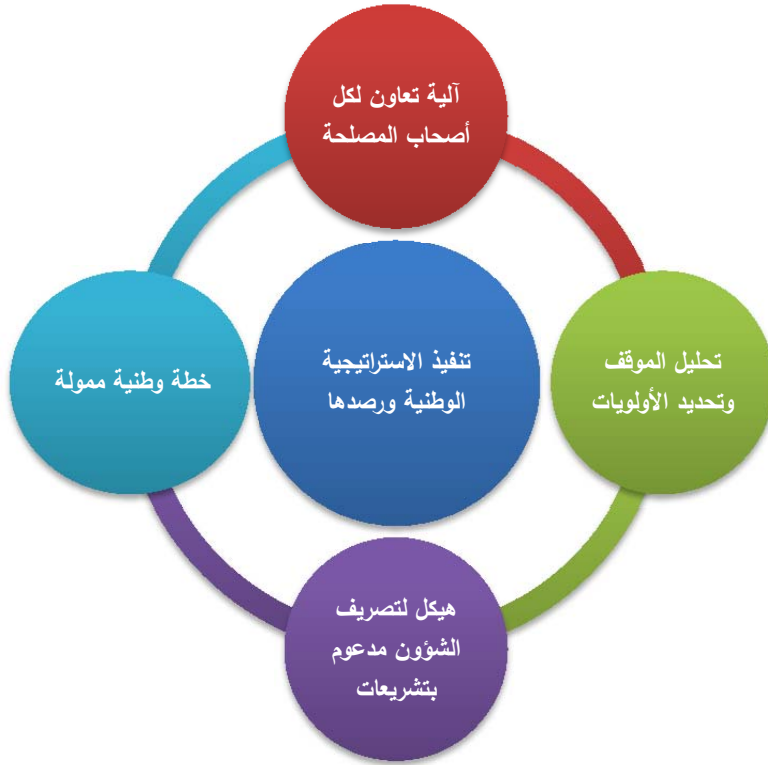 آلية تعاون لكل
أصحاب المصلحة
تحليل الموقف
وتحديد الأولويات
تنفيذ الاستراتيجية
الوطنية ورصدها
خطة وطنية ممولة
هيكل لتصريف
الشؤون مدعوم
بتشريعات